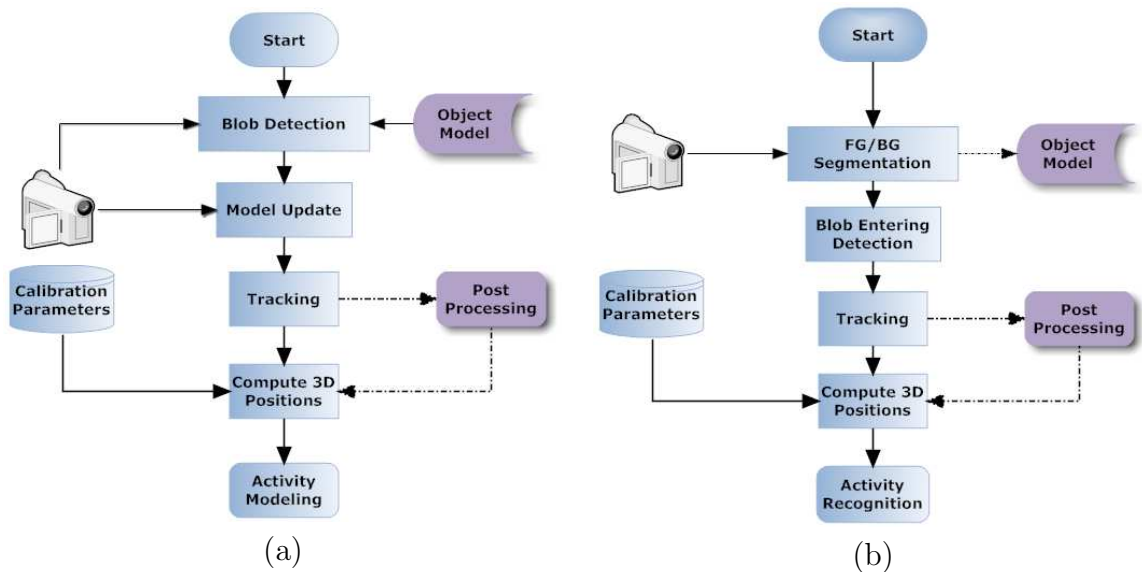 Start
Blob Detection
Object
Model
Model Update
Calibration
Parameters
Tracking
Post
Processing
Compute 3D
Positions
Activity
Modeling
(a)
Start
FG/BG
Segmentation
Object
Model
Blob Entering
Detection
Calibration
Parameters
Tracking
Post
Processing
Compute 3D
Positions
Activity
Recognition
(b)